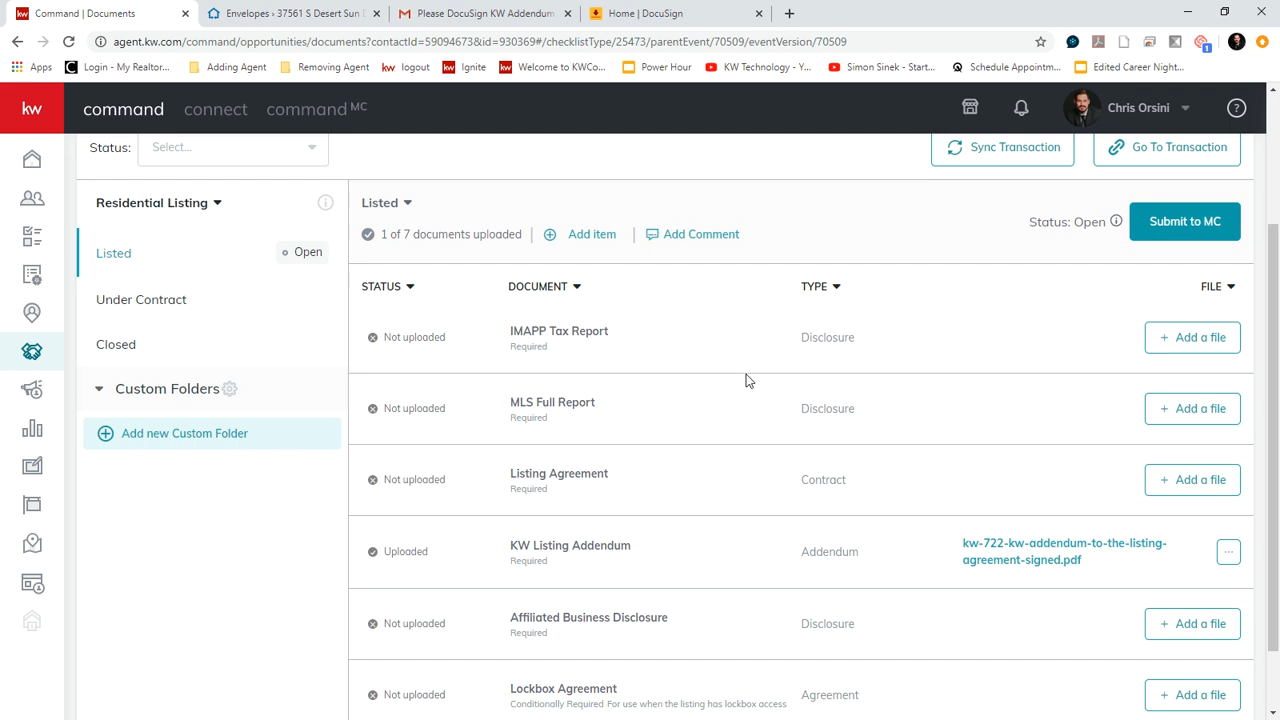 Command | Documents
Envelopes › 37561 S Desert Sun D
Please DocuSign KW Addendum
Home | DocuSign
agent.kw.com/command/opportunities/documents?contactId=59094673&id=930369#/checklistType/25473/parentEvent/70509/eventVersion/70509
Apps
Login - My Realtor...
Adding Agent
Removing Agent
logout
Ignite
Welcome to KWCo...
Power Hour
KW Technology - Y...
Simon Sinek - Start...
Schedule Appointm...
Edited Career Night...
kw
command
connect
command MC
Chris Orsini
Status:
Select...
Sync Transaction
Go To Transaction
Residential Listing
Listed
Open
Under Contract
Closed
Custom Folders
Add new Custom Folder
Listed
1 of 7 documents uploaded
Add item
Add Comment
Status: Open
Submit to MC
STATUS
DOCUMENT
TYPE
FILE
Not uploaded
IMAPP Tax Report
Required
Disclosure
+ Add a file
Not uploaded
MLS Full Report
Required
Disclosure
+ Add a file
Not uploaded
Listing Agreement
Required
Contract
+ Add a file
Uploaded
KW Listing Addendum
Required
Addendum
kw-722-kw-addendum-to-the-listing-
agreement-signed.pdf
...
Not uploaded
Affiliated Business Disclosure
Required
Disclosure
+ Add a file
Not uploaded
Lockbox Agreement
Conditionally Required For use when the listing has lockbox access
Agreement
+ Add a file